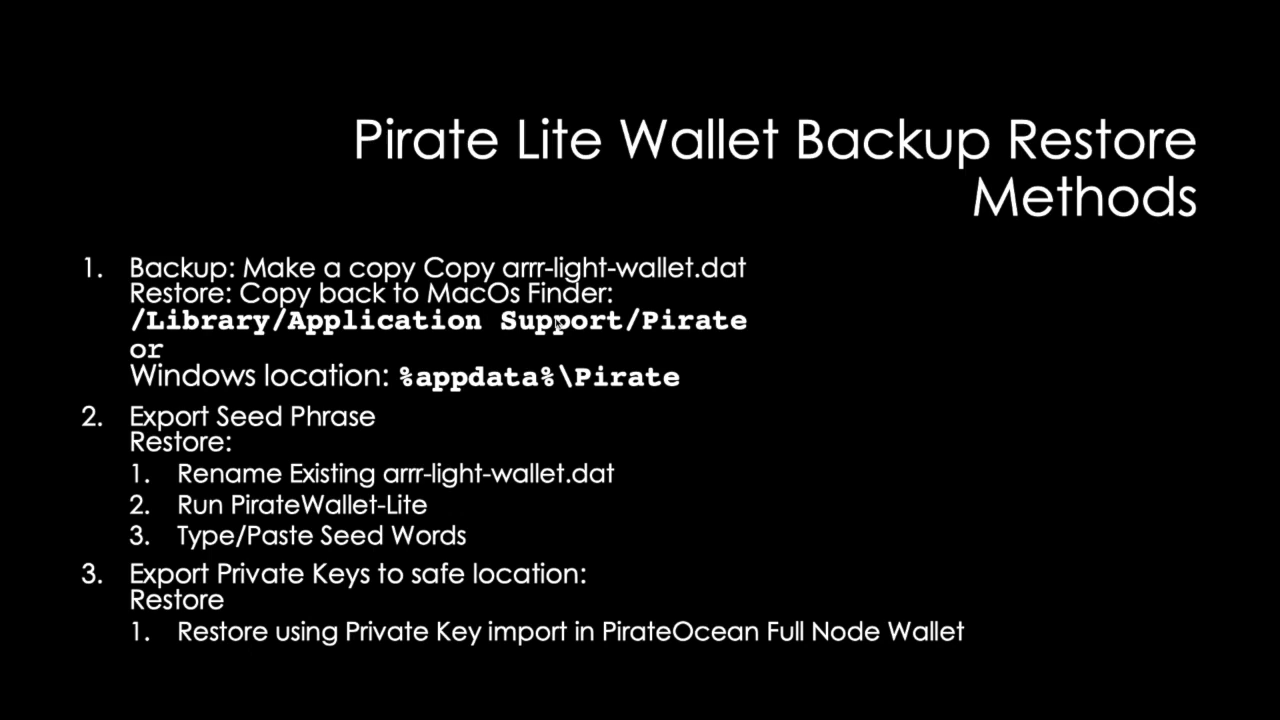 Pirate Lite Wallet Backup Restore
Methods
1. Backup: Make a copy Copy arrr-light-wallet.dat
Restore: Copy back to MacOs Finder:
/Library/Application Support/Pirate
or
Windows location: %appdata%\Pirate
2. Export Seed Phrase
Restore:
1. Rename Existing arrr-light-wallet.dat
2. Run PirateWallet-Lite
3. Type/Paste Seed Words
3. Export Private Keys to safe location:
Restore
1. Restore using Private Key import in PirateOcean Full Node Wallet